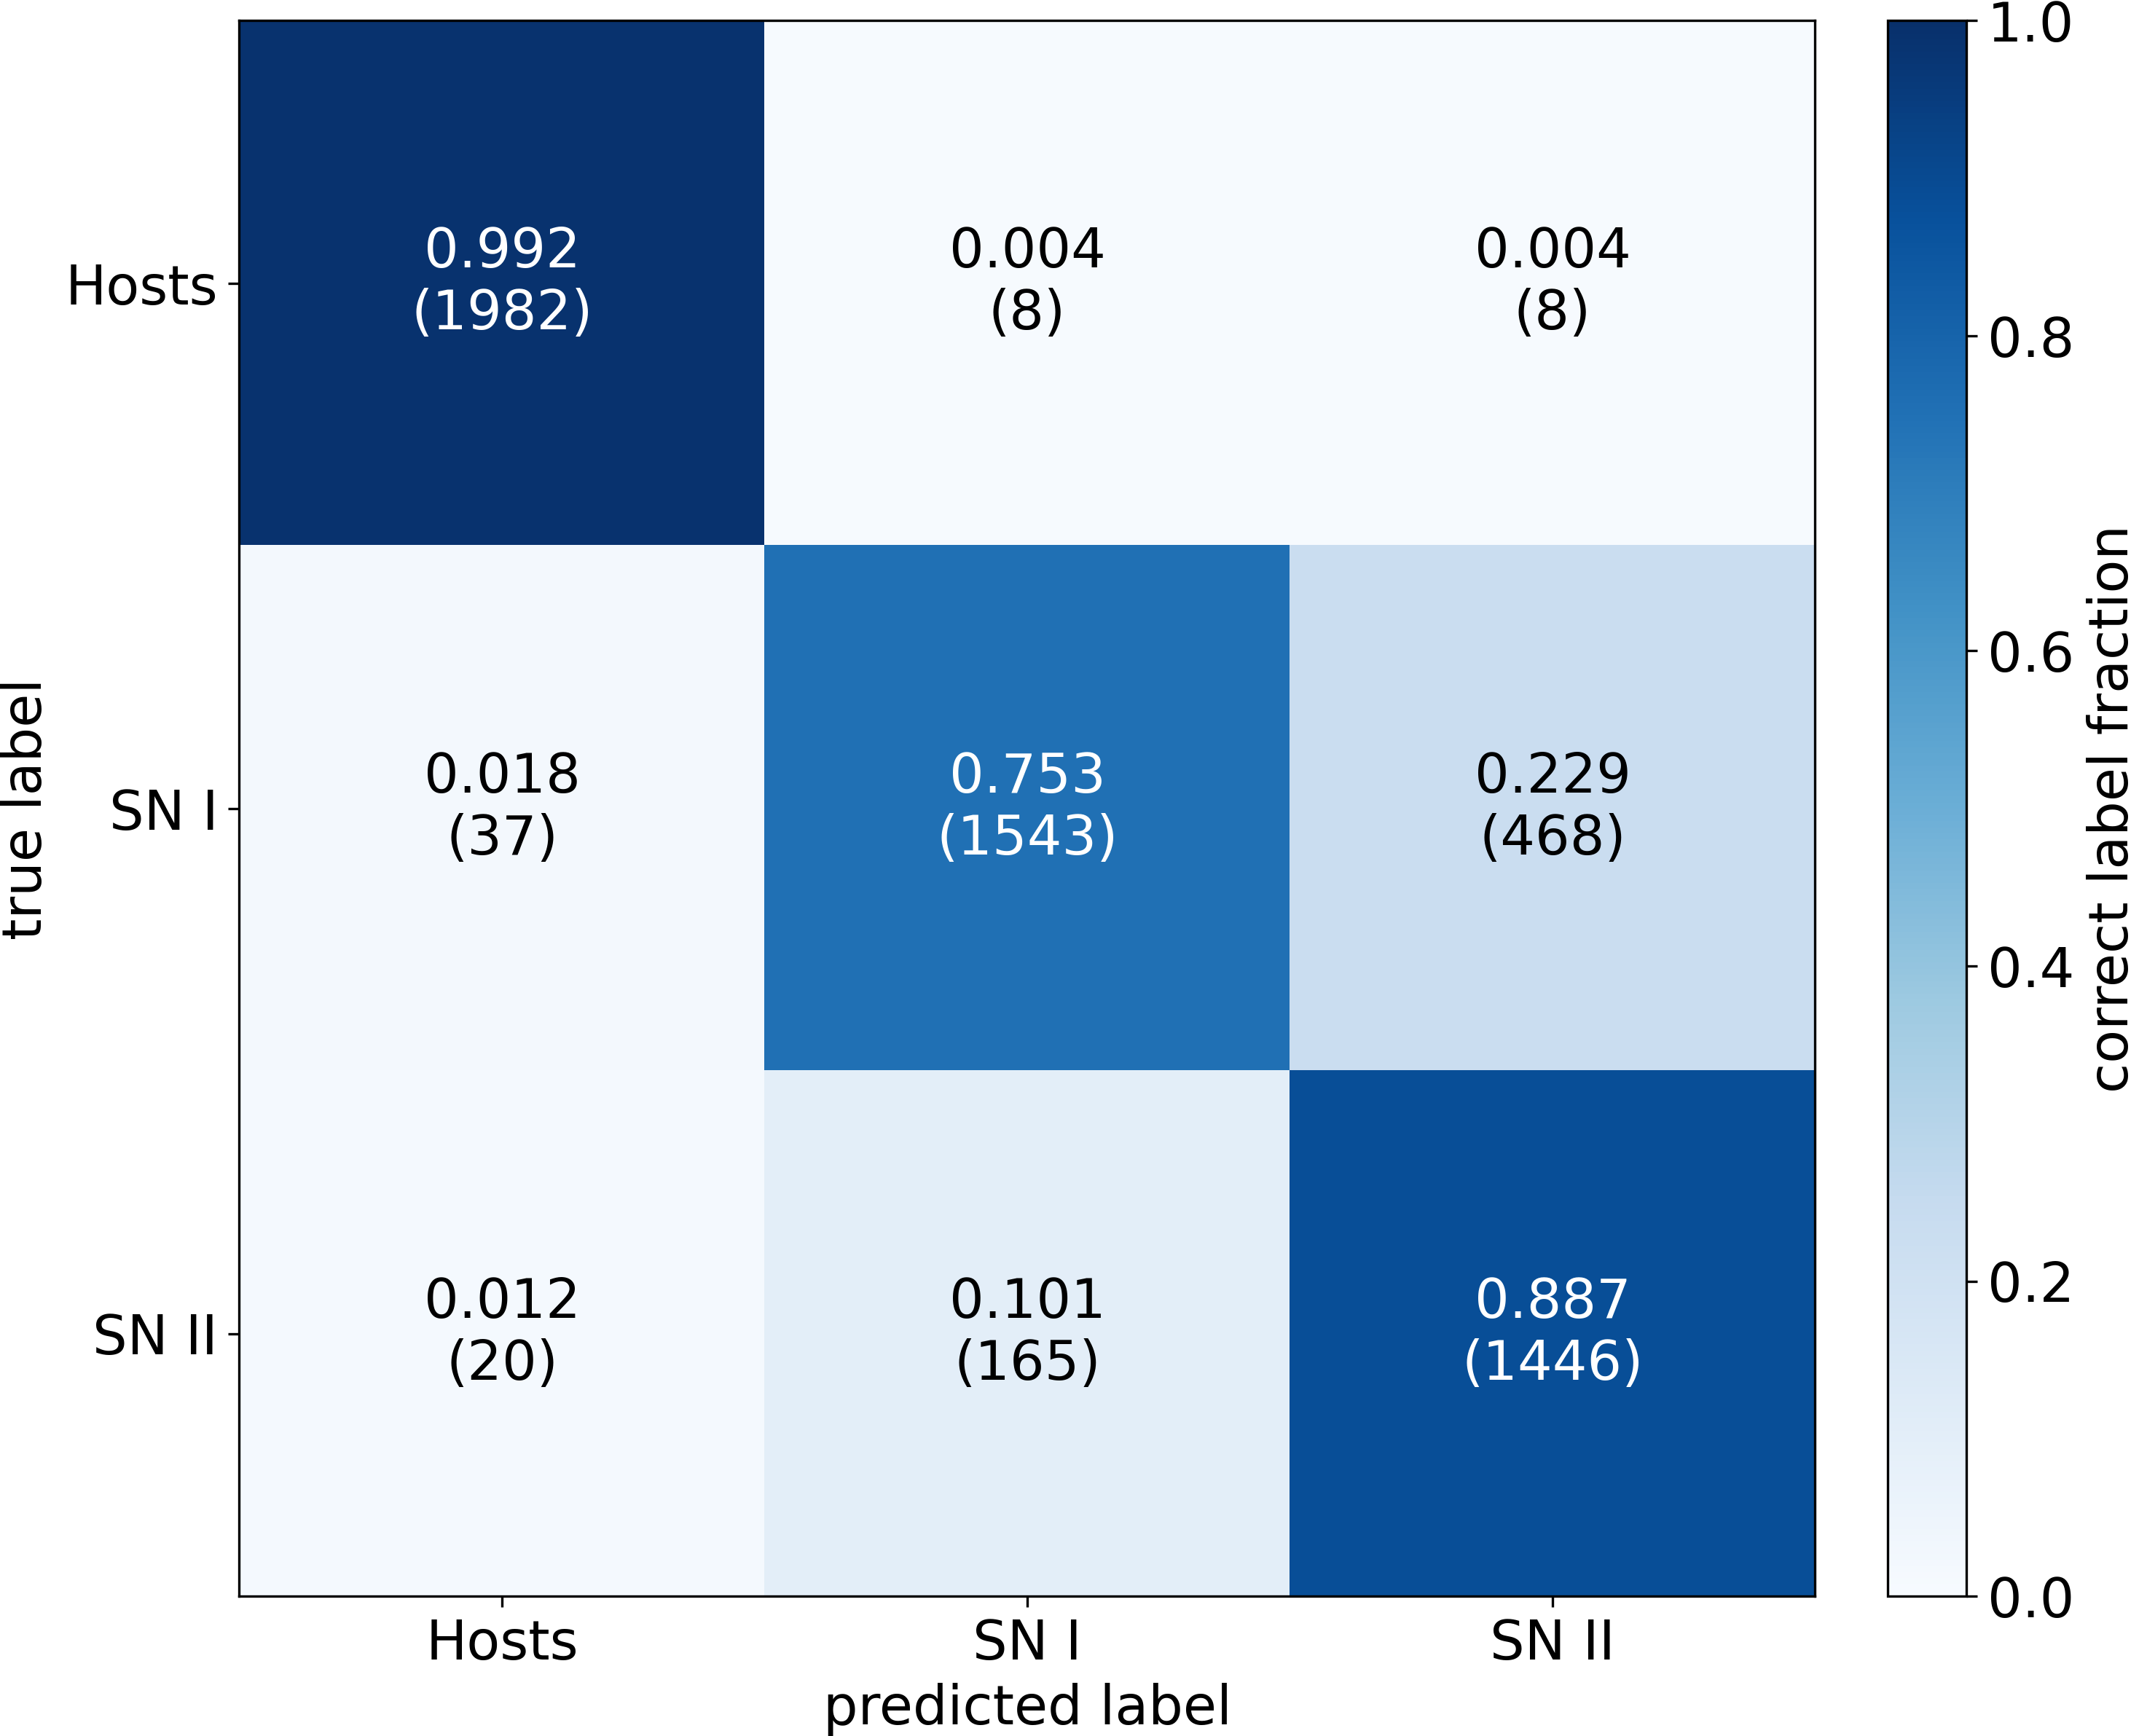 true label
Hosts
0.992
(1982)
0.004
(8)
0.004
(8)
SN I
0.018
(37)
0.753
(1543)
0.229
(468)
SN II
0.012
(20)
0.101
(165)
0.887
(1446)
Hosts
SN I
SN II
predicted label
1.0
0.8
0.6
0.4
0.2
0.0
correct label fraction